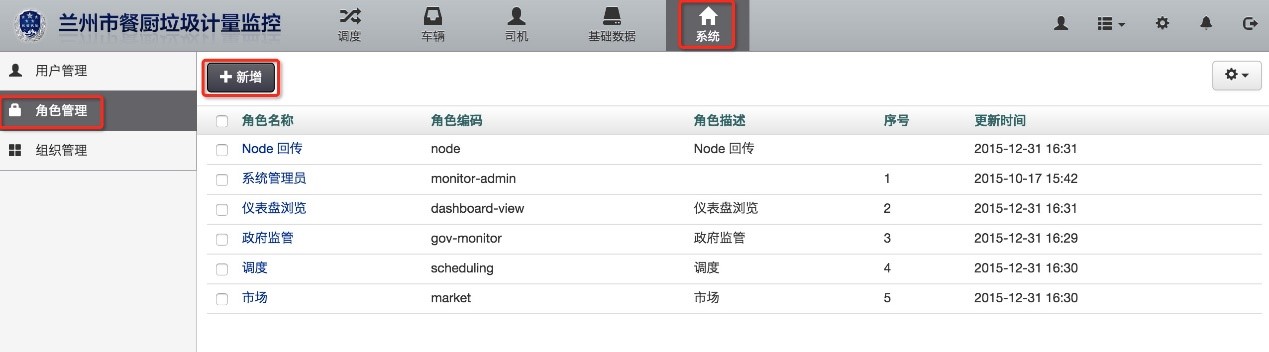 兰州市餐厨垃圾计量监控
调度 车辆 司机 基础数据 系统
用户管理
角色管理
组织管理
新增
角色名称 角色编码 角色描述 序号 更新时间
Node 回传 node Node 回传 2015-12-31 16:31
系统管理员 monitor-admin 1 2015-10-17 15:42
仪表盘浏览 dashboard-view 仪表盘浏览 2 2015-12-31 16:31
政府监管 gov-monitor 政府监管 3 2015-12-31 16:29
调度 scheduling 调度 4 2015-12-31 16:30
市场 market 市场 5 2015-12-31 16:30